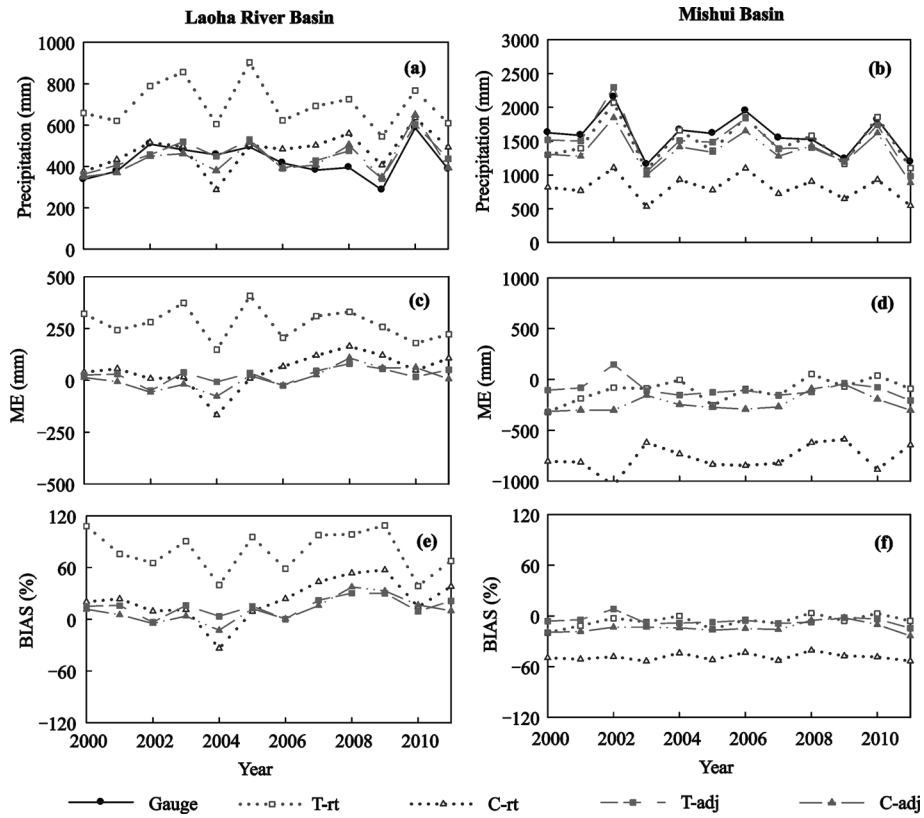 Laoha River Basin
Mishui Basin
1000
800
600
400
200
0
Precipitation (mm)
(a)
3000
2500
2000
1500
1000
500
0
Precipitation (mm)
(b)
500
250
0
−250
−500
ME (mm)
(c)
1000
500
0
−500
−1000
ME (mm)
(d)
120
60
0
−60
−120
BIAS (%)
(e)
2000 2002 2004 2006 2008 2010
Year
120
60
0
−60
−120
BIAS (%)
(f)
2000 2002 2004 2006 2008 2010
Year
Gauge T-rt C-rt T-adj C-adj